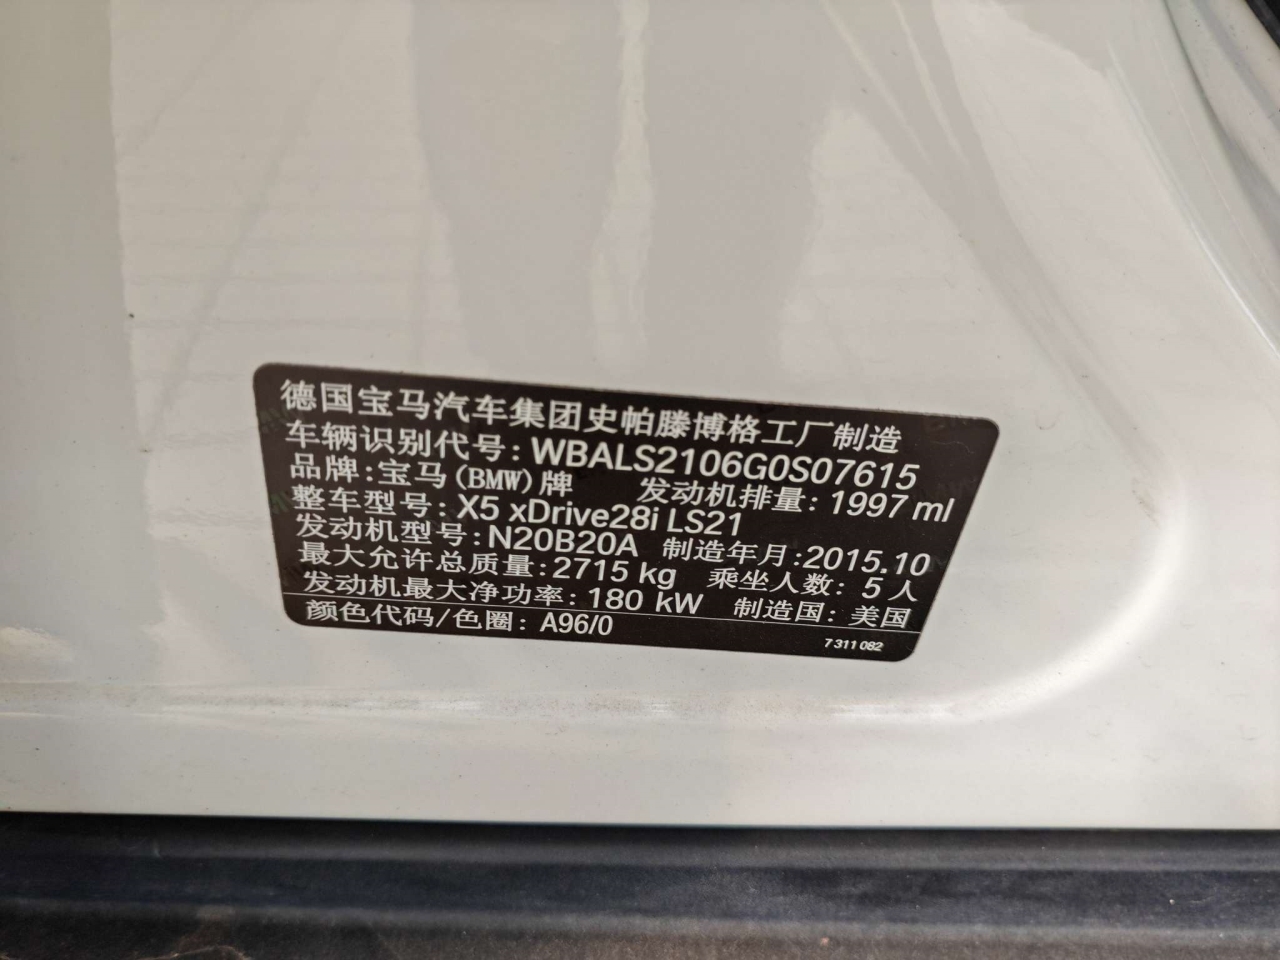 德国宝马汽车集团史帕滕博格工厂制造
车辆识别代号: WBALS2106G0S07615
品牌:宝马(BMW)牌 发动机排量: 1997 ml
整车型号: X5 xDrive28i LS21
发动机型号: N20B20A 制造年月:2015.10
最大允许总质量:2715 kg 乘坐人数: 5 人
发动机最大净功率: 180 kW 制造国: 美国
颜色代码/色圈: A96/0
7 311 082